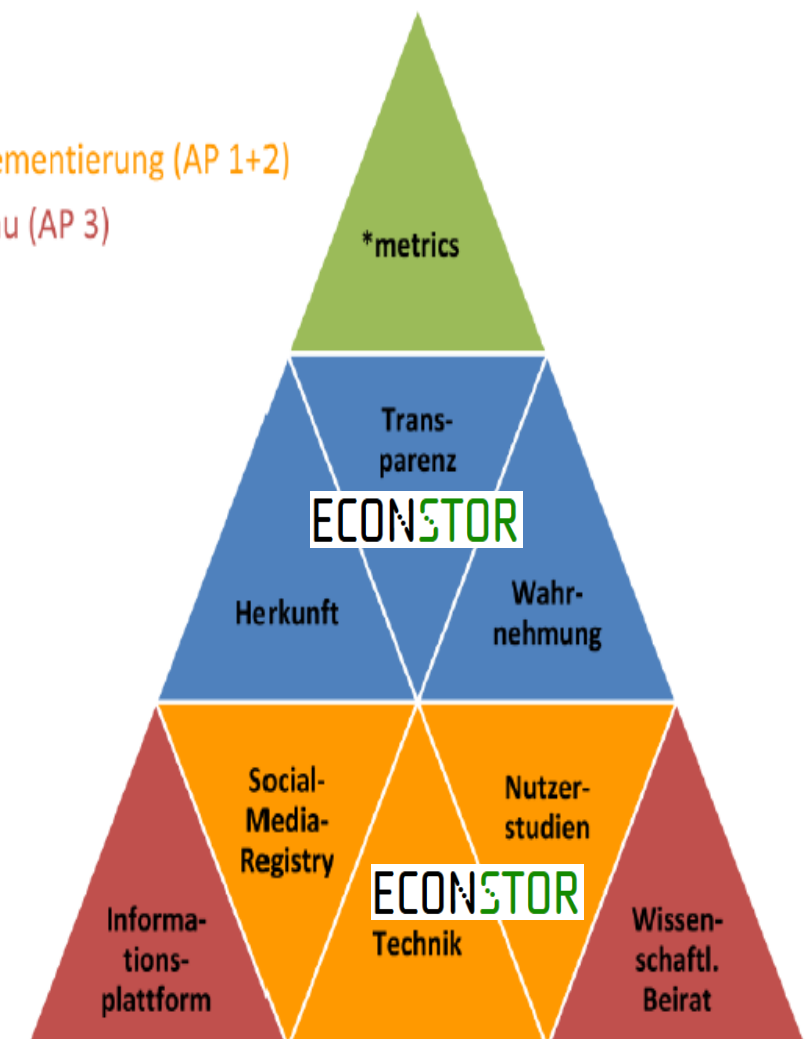 ementierung (AP 1+2)
au (AP 3)
*metrics
Trans-
parenz
ECONSTOR
Herkunft
Wahr-
nehmung
Social-
Media-
Registry
Nutzer-
studien
ECONSTOR
Technik
Informa-
tions-
plattform
Wissen-
schaftl.
Beirat